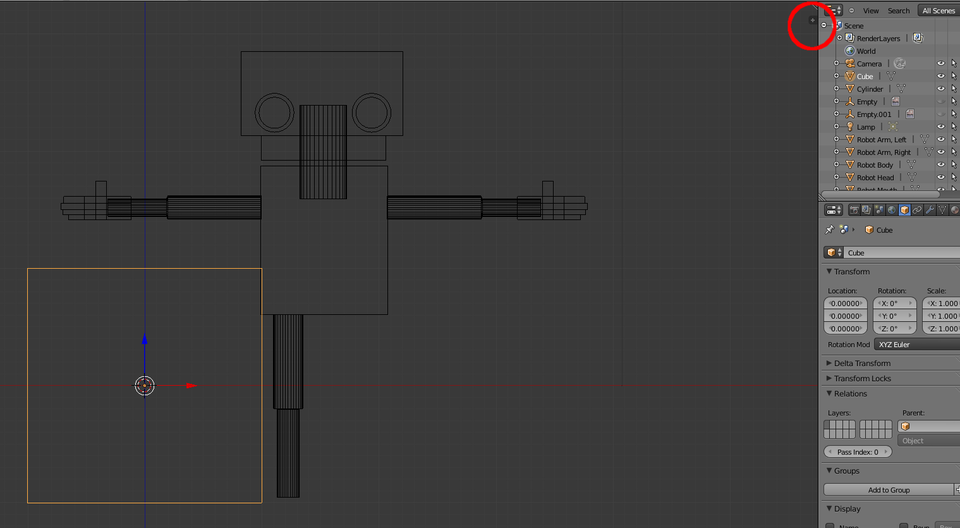 View Search All Scenes
Scene
RenderLayers
World
Camera
Cube
Cylinder
Empty
Empty.001
Lamp
Robot Arm, Left
Robot Arm, Right
Robot Body
Robot Head
Robot Mouth
Cube
Cube
Transform
Location: Rotation: Scale:
0.00000 X: 0° X: 1.000
0.00000 Y: 0° Y: 1.000
0.00000 Z: 0° Z: 1.000
Rotation Mod XYZ Euler
Delta Transform
Transform Locks
Relations
Layers: Parent:
Object
Pass Index: 0
Groups
Add to Group
Display